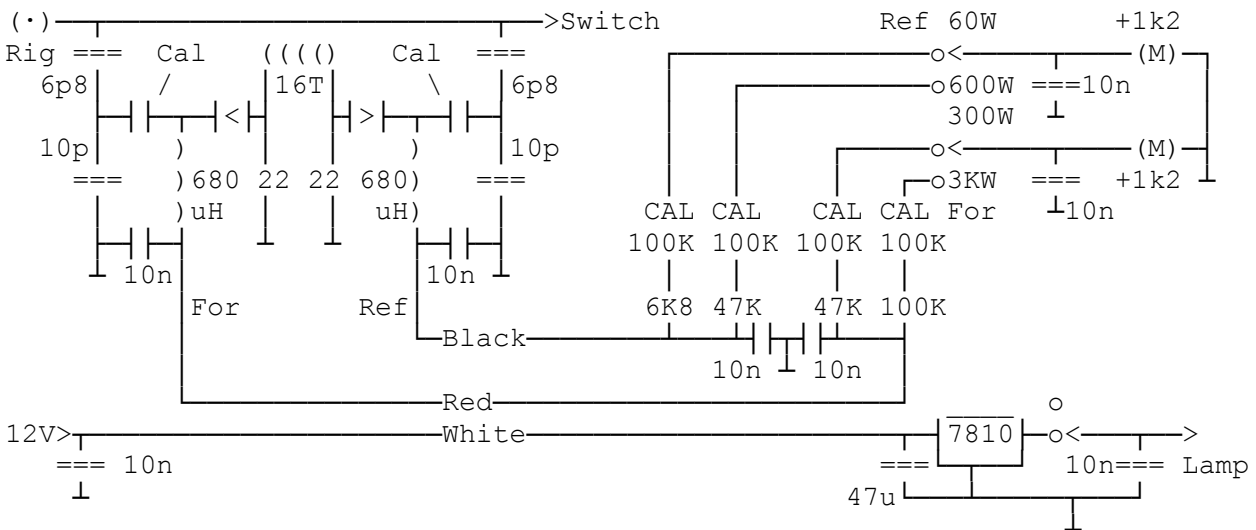 (·) >Switch Ref 60W +1k2
Rig === Cal (((() Cal === o< (M)
6p8 / 16T \ 6p8 o600W ===10n
< > 300W
10p ) ) 10p o< (M)
=== )680 22 22 680) === o3KW === +1k2
)uH uH) CAL CAL CAL CAL For 10n
100K 100K 100K 100K
10n 10n
For Ref 6K8 47K 47K 100K
Black
10n 10n
Red o
12V> White 7810 o< >
=== 10n === 10n=== Lamp
47u